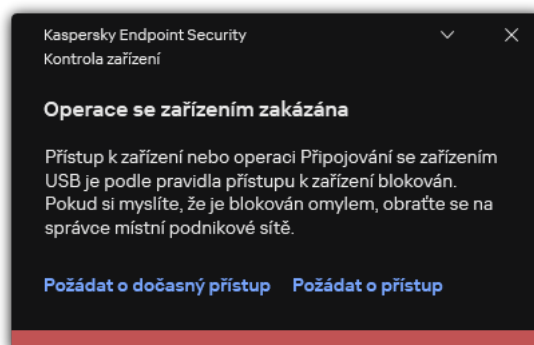 Kaspersky Endpoint Security
Kontrola zařízení
Operace se zařízením zakázána
Přístup k zařízení nebo operaci Připojování se zařízením
USB je podle pravidla přístupu k zařízení blokován.
Pokud si myslíte, že je blokován omylem, obraťte se na
správce místní podnikové sítě.
Požádat o dočasný přístup Požádat o přístup